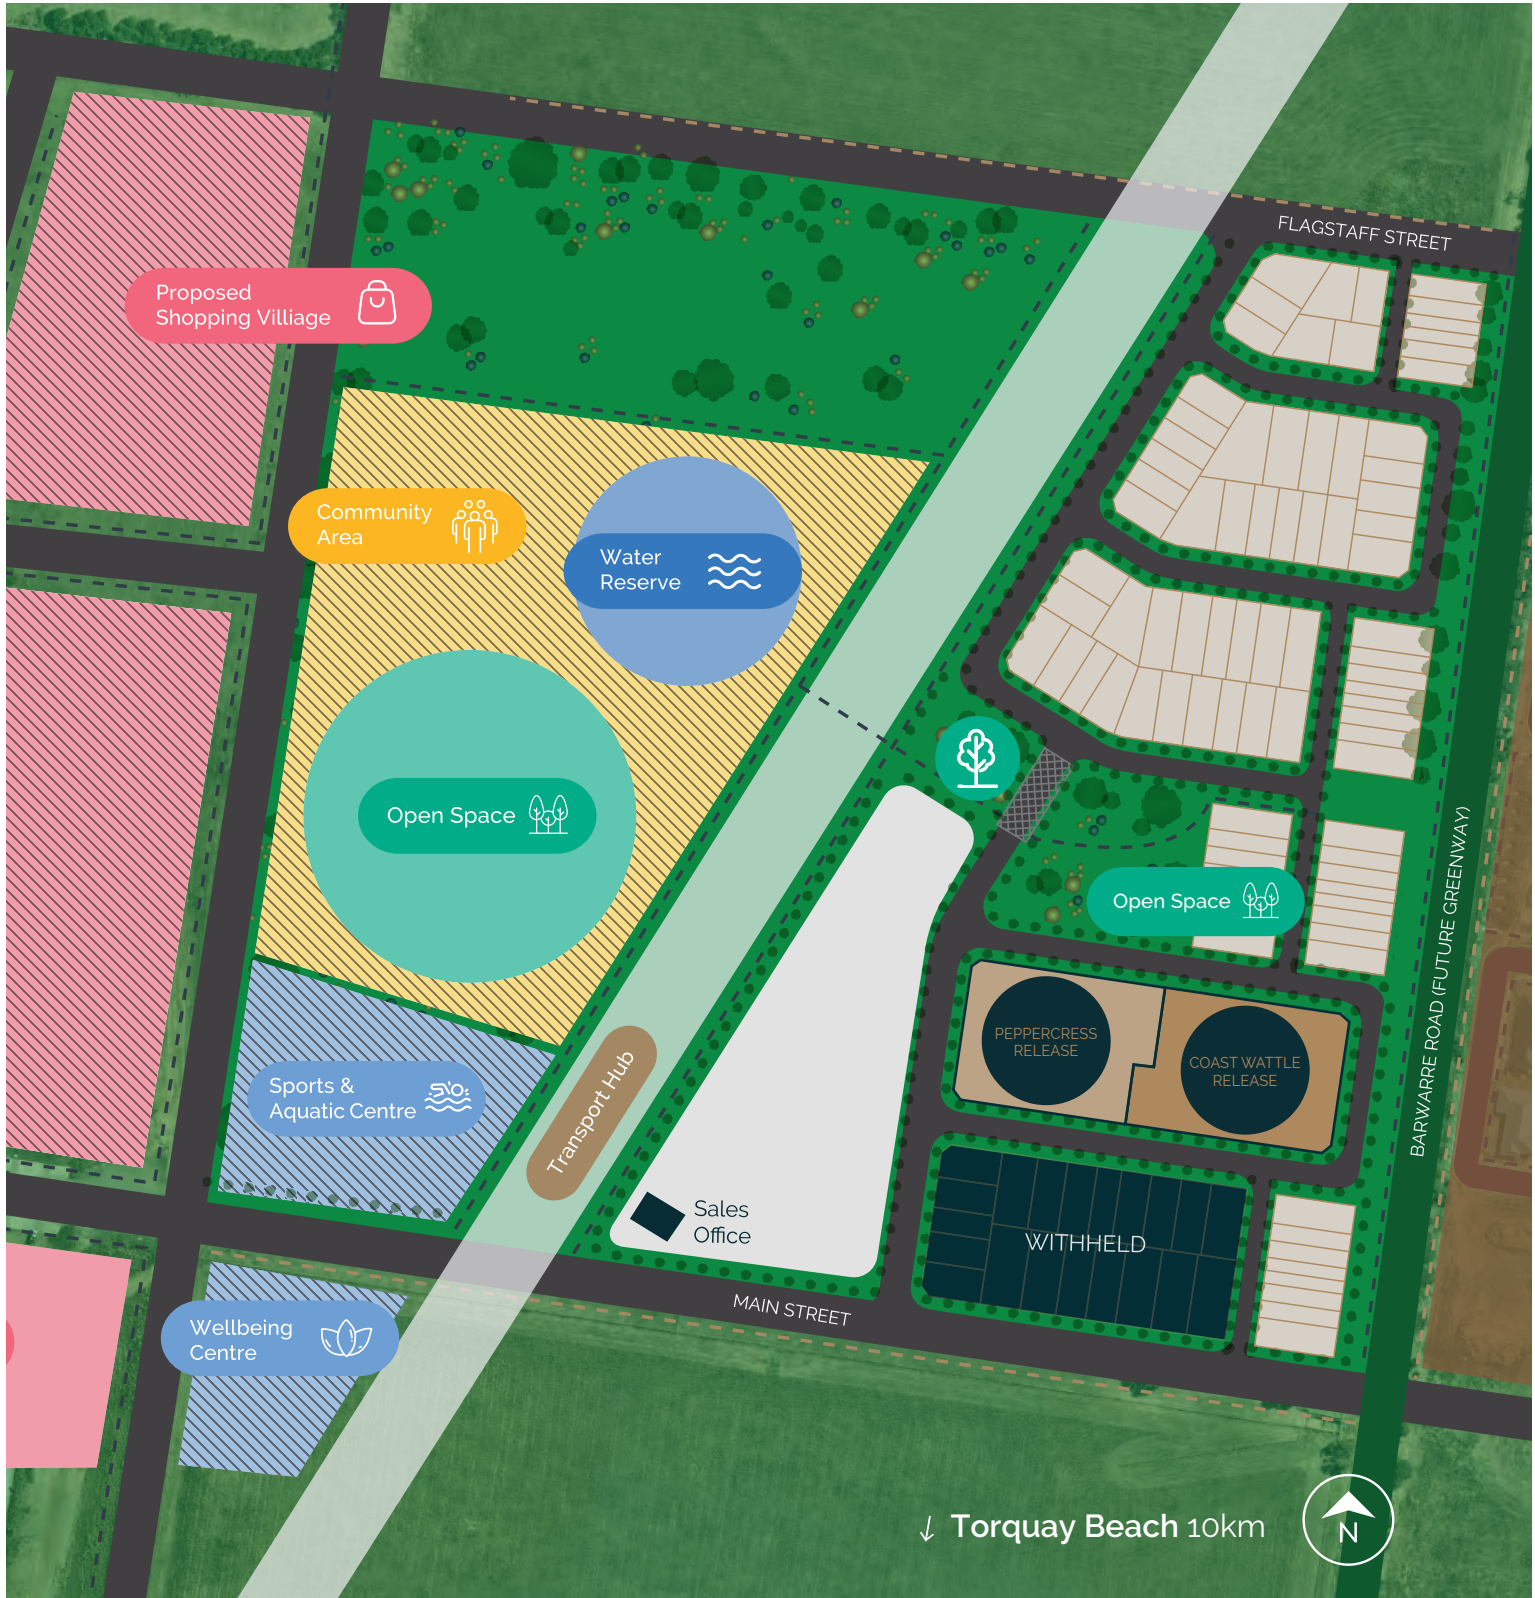 FLAGSTAFF STREET
Proposed
Shopping Villiage
Community
Area
Water
Reserve
Open Space
Open Space
BARWARRE ROAD (FUTURE GREENWAY)
PEPPERCRESS
RELEASE
COAST WATTLE
RELEASE
Sports &
Aquatic Centre
Transport Hub
Sales
Office
WITHHELD
MAIN STREET
Wellbeing
Centre
↓ Torquay Beach 10km
N